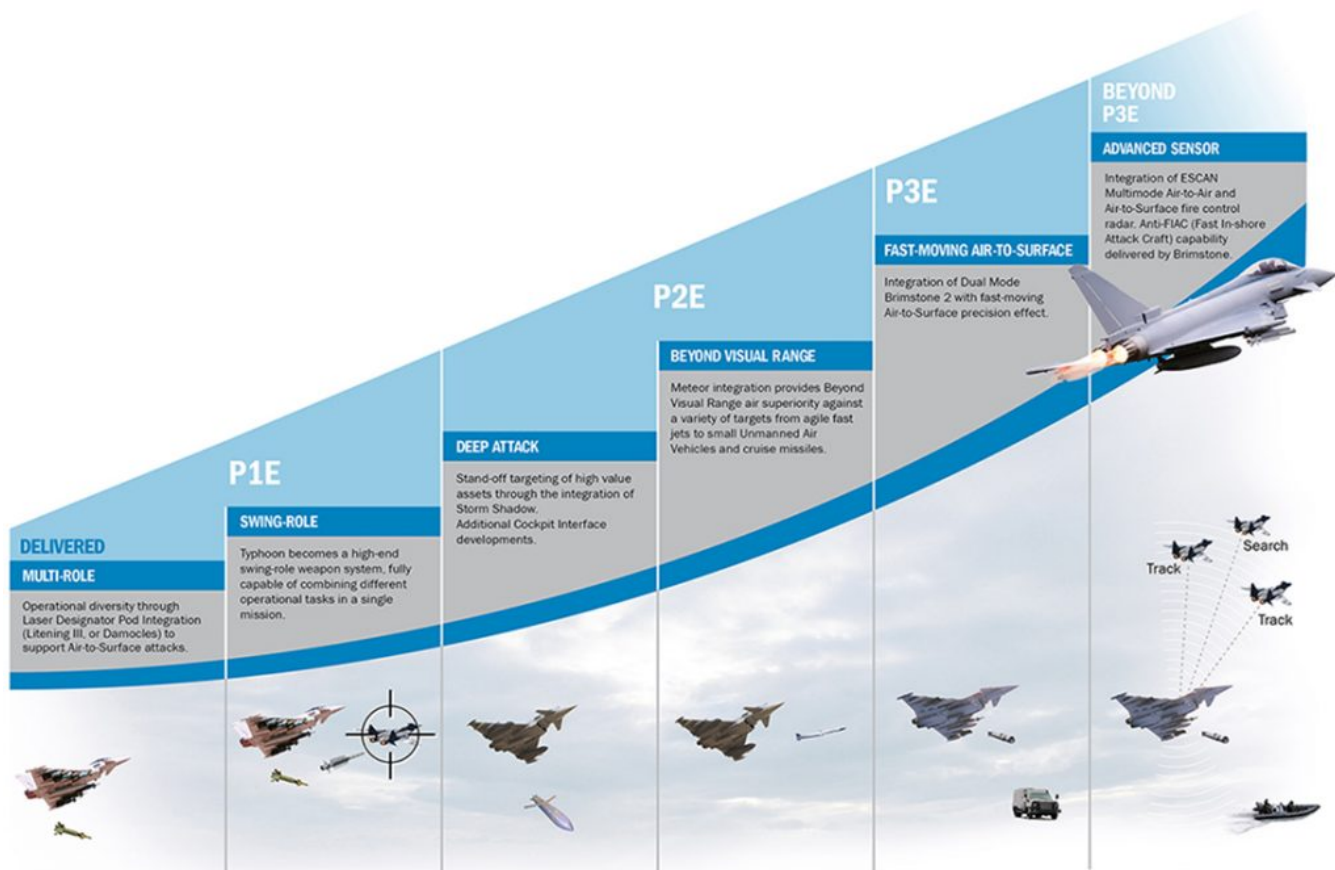 DELIVERED
MULTI-ROLE
Operational diversity through
Laser Designator Pod Integration
(Litening III, or Damocles) to
support Air-to-Surface attacks.
P1E
SWING-ROLE
Typhoon becomes a high-end
swing-role weapon system, fully
capable of combining different
operational tasks in a single
mission.
DEEP ATTACK
Stand-off targeting of high value
assets through the integration of
Storm Shadow.
Additional Cockpit Interface
developments.
P2E
BEYOND VISUAL RANGE
Meteor integration provides Beyond
Visual Range air superiority against
a variety of targets from agile fast
jets to small Unmanned Air
Vehicles and cruise missiles.
P3E
FAST-MOVING AIR-TO-SURFACE
Integration of Dual Mode
Brimstone 2 with fast-moving
Air-to-Surface precision effect.
BEYOND
P3E
ADVANCED SENSOR
Integration of ESCAN
Multimode Air-to-Air and
Air-to-Surface fire control
radar. Anti-FIAC (Fast In-shore
Attack Craft) capability
delivered by Brimstone.
Search
Track
Track